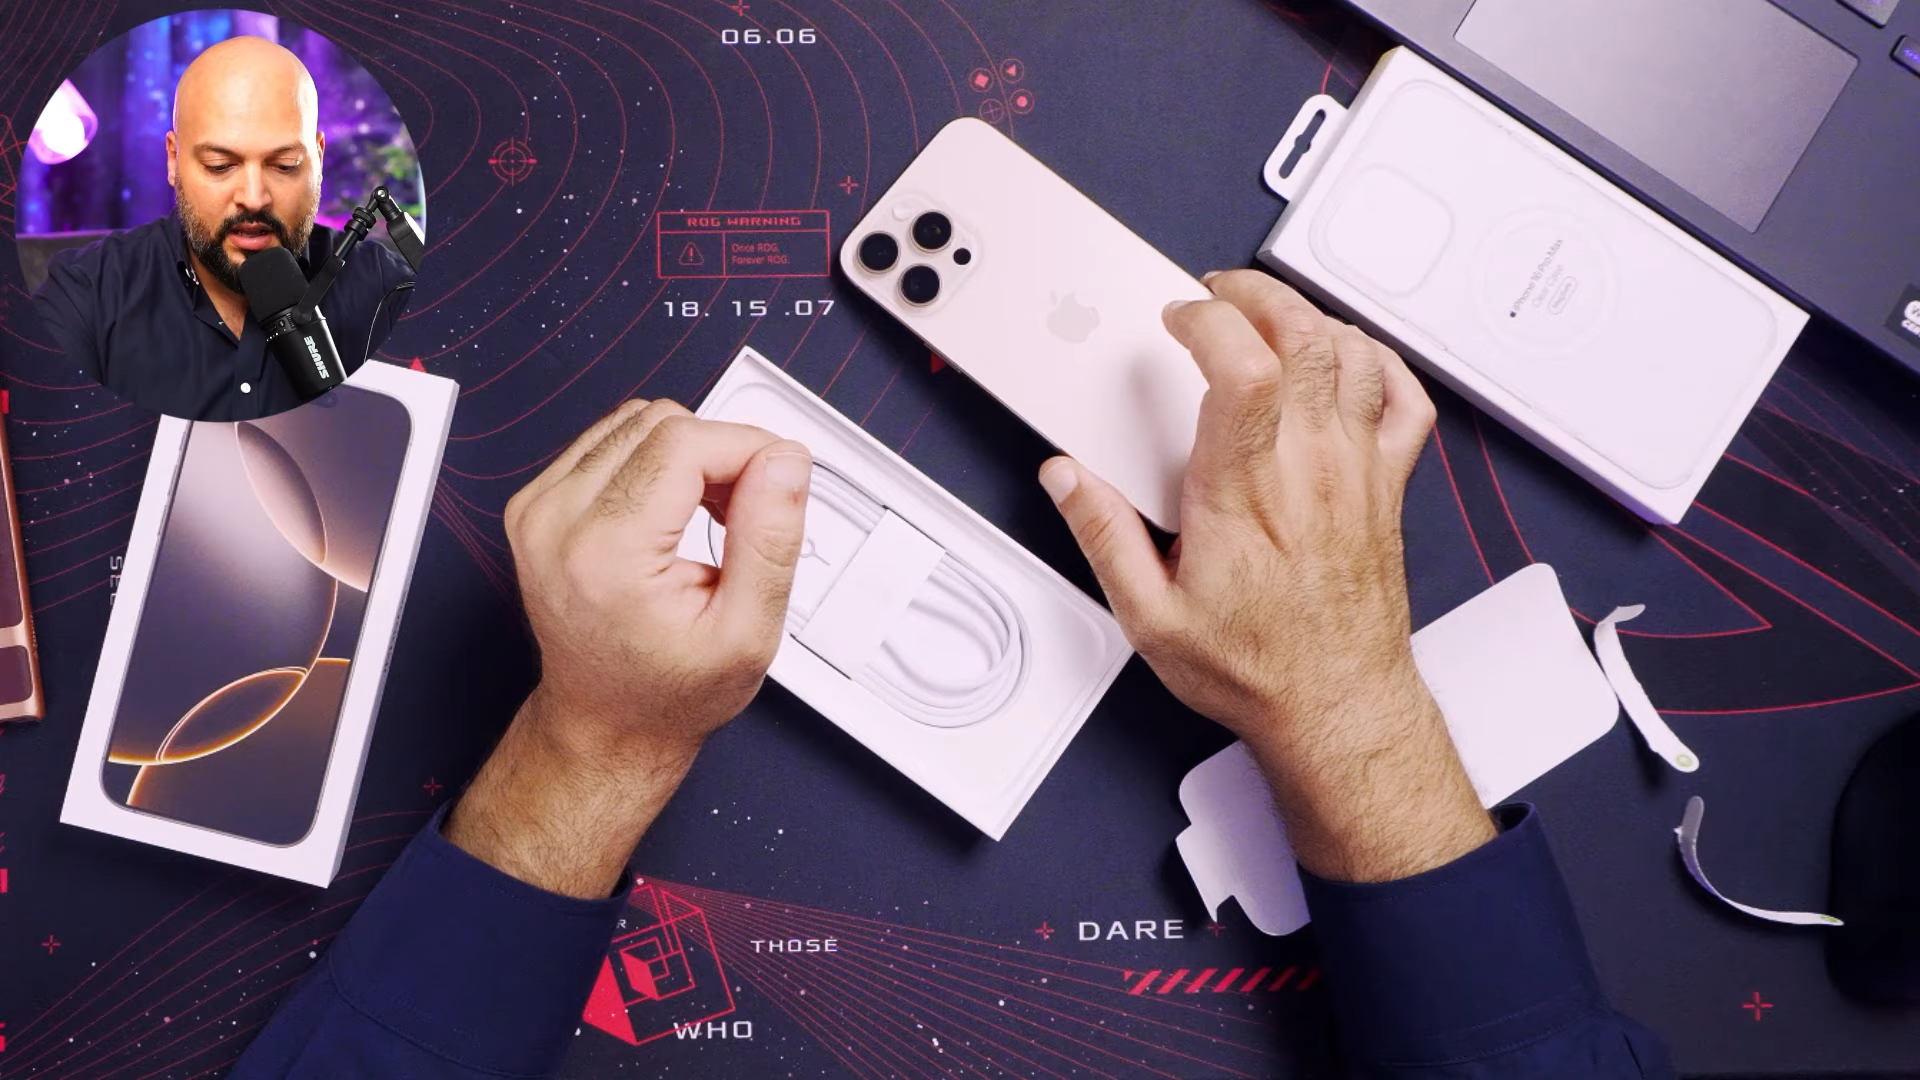 06.06
ROG WARNING
Once ROG.
Forever ROG.
18. 15 .07
iPhone 16 Pro Max
Clear Case
SHURE
THOSE
DARE
WHO